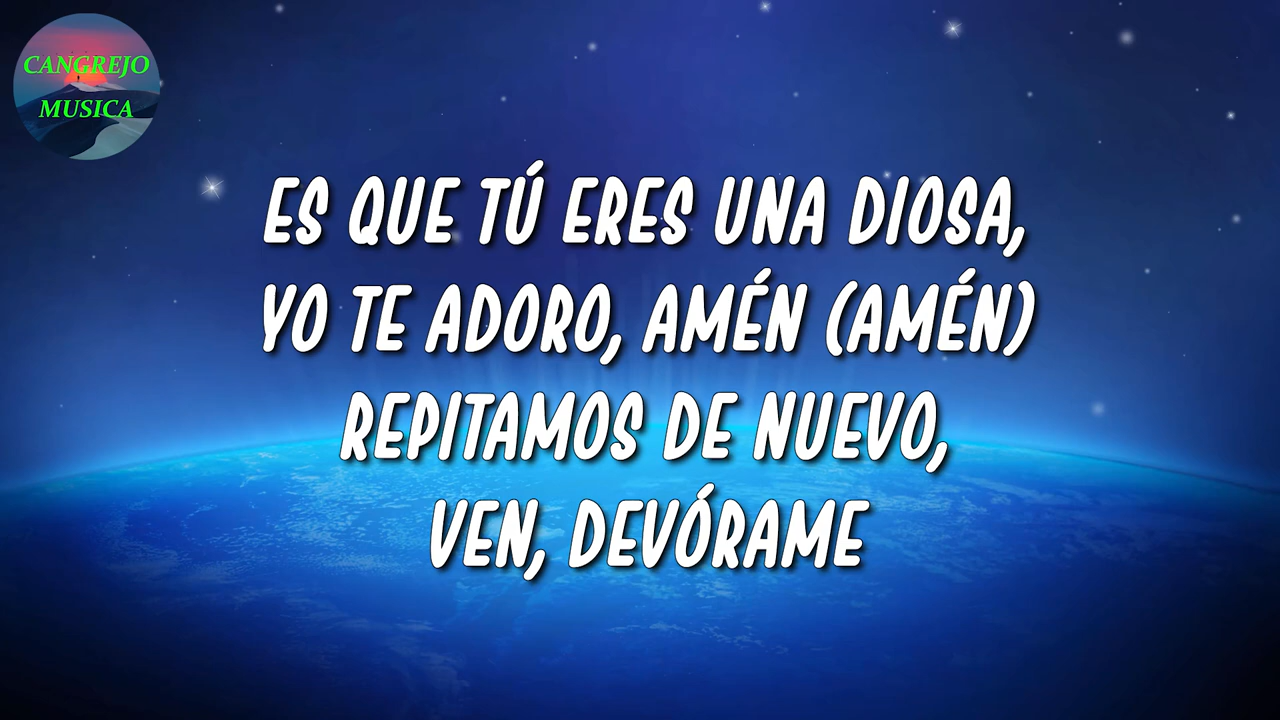 CANGREJO
MUSICA
ES QUE TÚ ERES UNA DIOSA,
YO TE ADORO, AMÉN (AMÉN)
REPITAMOS DE NUEVO,
VEN, DEVÓRAME